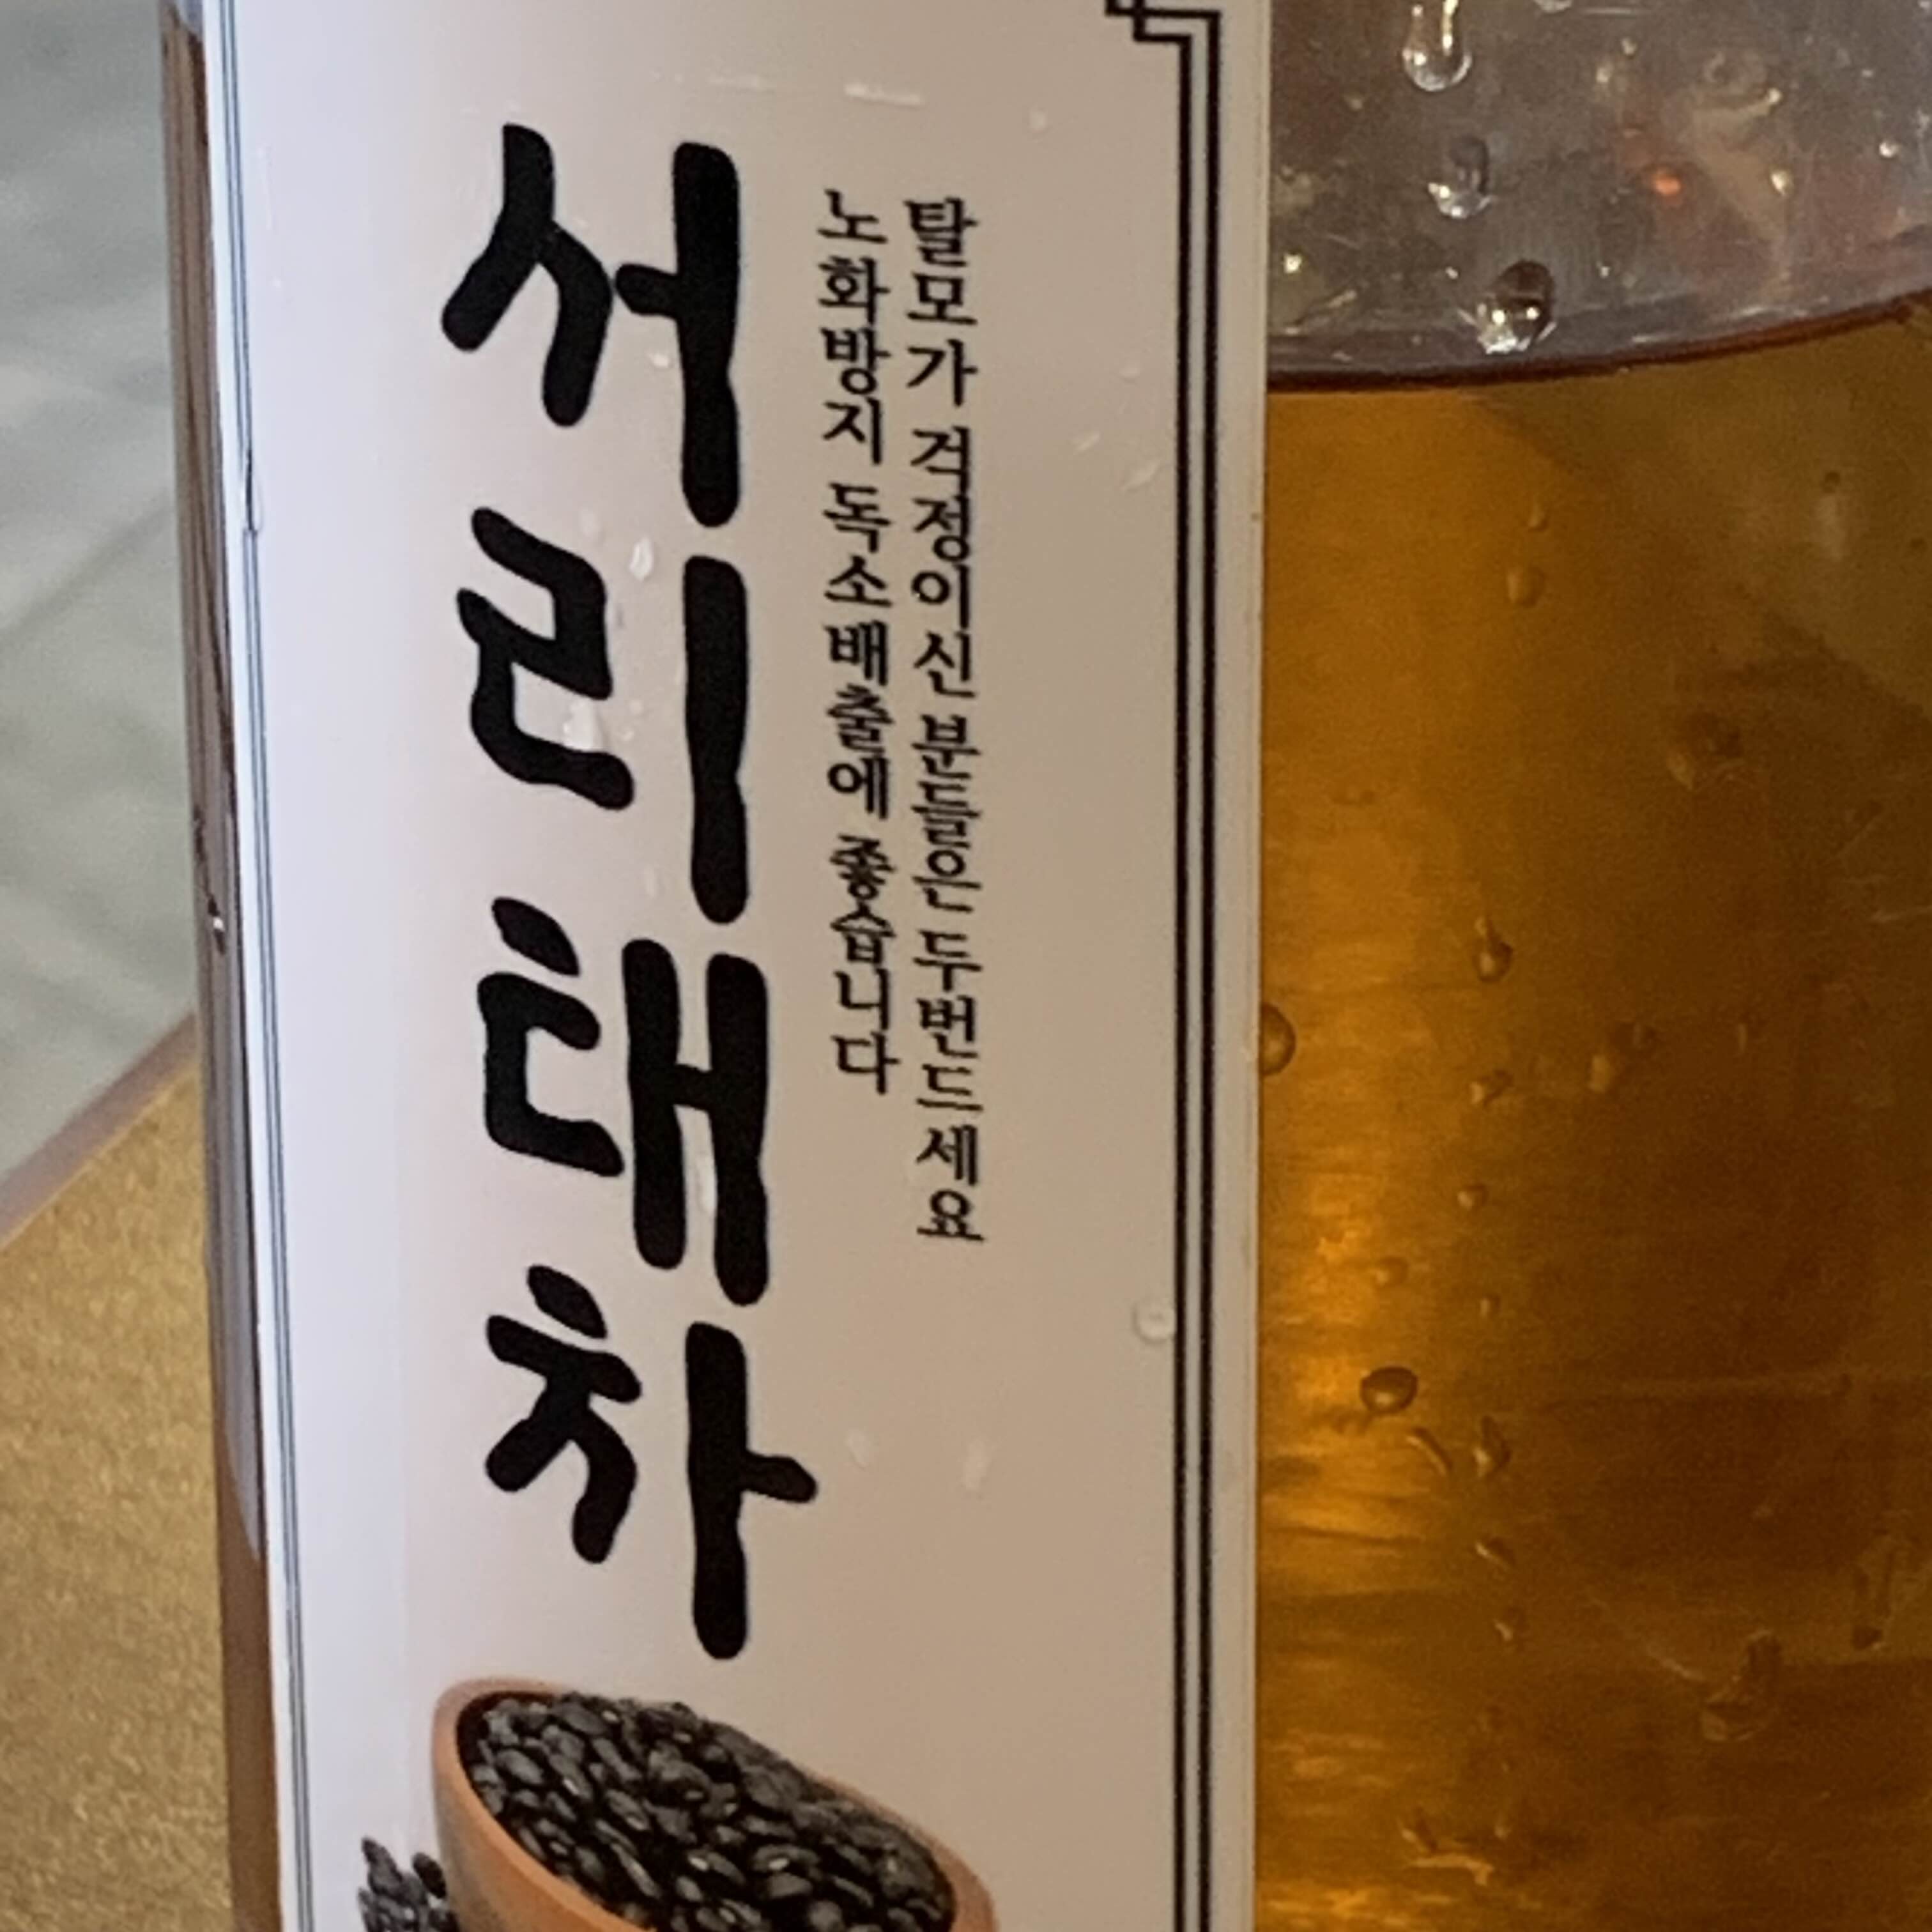 탈모가 걱정이신 분들은 두번드세요
노화방지 독소배출에 좋습니다
서리태차